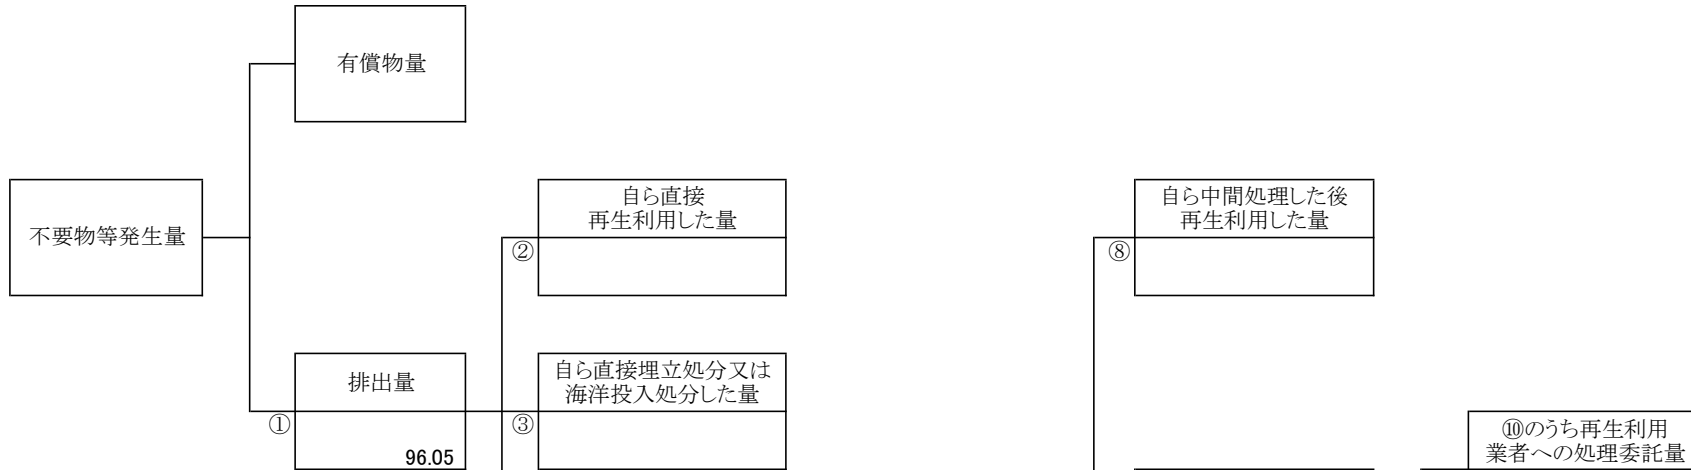 有償物量
不要物等発生量
自ら直接
再生利用した量
②
自ら中間処理した後
再生利用した量
⑧
排出量
①
96.05
自ら直接埋立処分又は
海洋投入処分した量
③
⑩のうち再生利用
業者への処理委託量